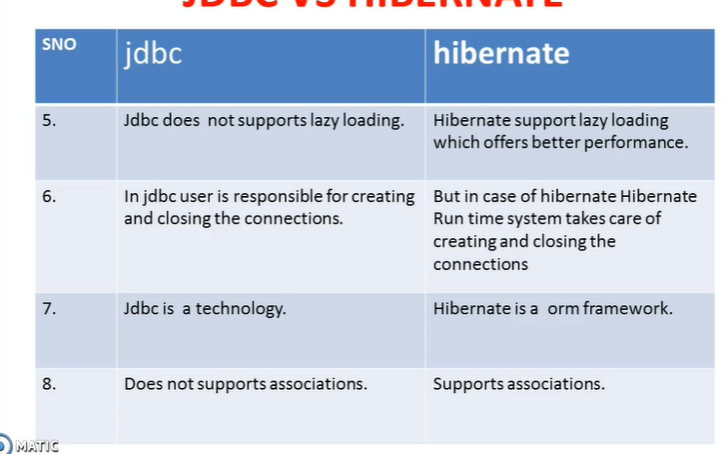 JDBC VS HIBERNATE
SNO jdbc hibernate
5. Jdbc does not supports lazy loading. Hibernate support lazy loading
which offers better performance.
6. In jdbc user is responsible for creating But in case of hibernate Hibernate
and closing the connections. Run time system takes care of
creating and closing the
connections
7. Jdbc is a technology. Hibernate is a orm framework.
8. Does not supports associations. Supports associations.
MATIC